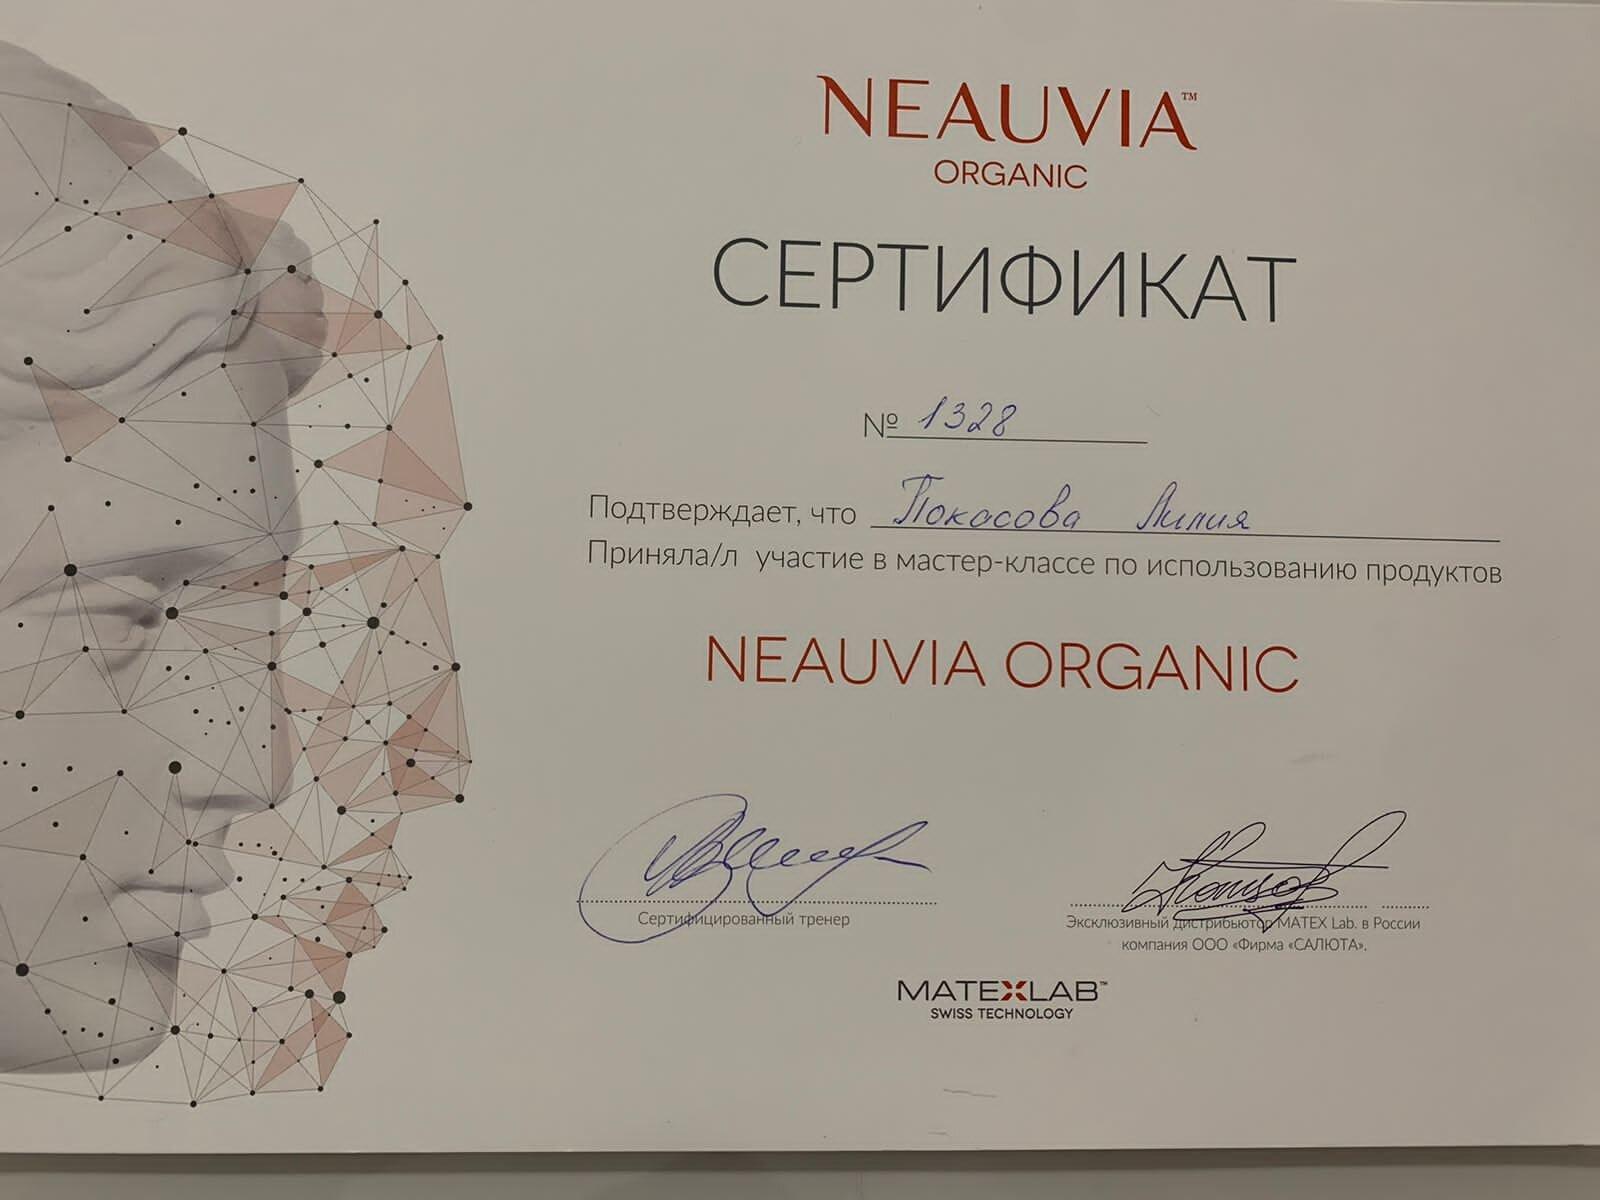 NEAUVIA™
ORGANIC
СЕРТИФИКАТ
№ 1328
Подтверждает, что Покасова Лилия
Приняла/л участие в мастер-классе по использованию продуктов
NEAUVIA ORGANIC
Сертифицированный тренер
Эксклюзивный дистрибьютор MATEX Lab. в России
компания ООО «Фирма «САЛЮТА».
MATEXLAB™
SWISS TECHNOLOGY